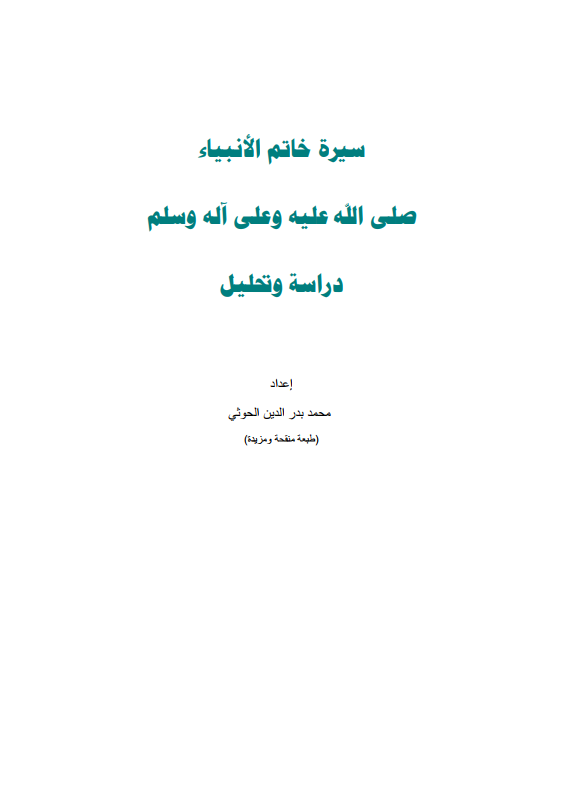 سيرة خاتم الأنبياء
صلى الله عليه وعلى آله وسلم
دراسة وتحليل
إعداد
محمد بدر الدين الحوثي
(طبعة منقحة ومزيدة)